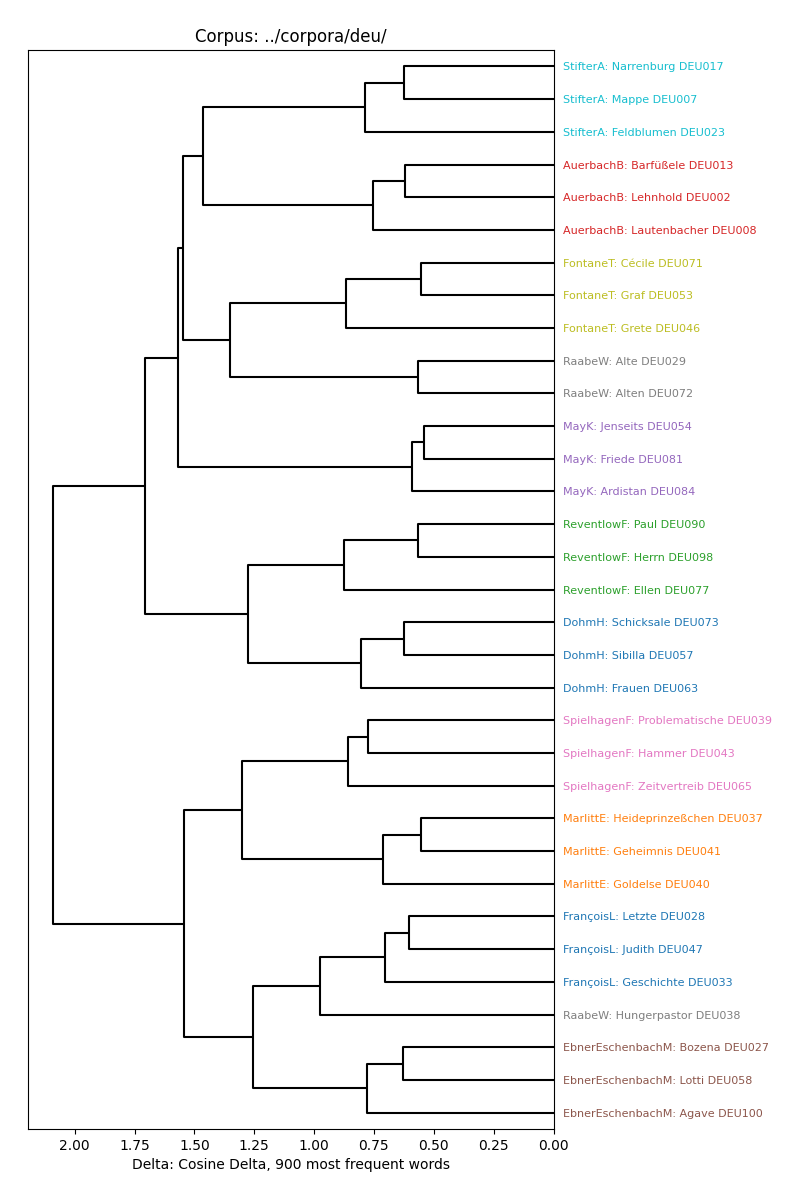 Corpus: ../corpora/deu/
StifterA: Narrenburg DEU017
StifterA: Mappe DEU007
StifterA: Feldblumen DEU023
AuerbachB: Barfüßele DEU013
AuerbachB: Lehnhold DEU002
AuerbachB: Lautenbacher DEU008
FontaneT: Cécile DEU071
FontaneT: Graf DEU053
FontaneT: Grete DEU046
RaabeW: Alte DEU029
RaabeW: Alten DEU072
MayK: Jenseits DEU054
MayK: Friede DEU081
MayK: Ardistan DEU084
ReventlowF: Paul DEU090
ReventlowF: Herrn DEU098
ReventlowF: Ellen DEU077
DohmH: Schicksale DEU073
DohmH: Sibilla DEU057
DohmH: Frauen DEU063
SpielhagenF: Problematische DEU039
SpielhagenF: Hammer DEU043
SpielhagenF: Zeitvertreib DEU065
MarlittE: Heideprinzeßchen DEU037
MarlittE: Geheimnis DEU041
MarlittE: Goldelse DEU040
FrançoisL: Letzte DEU028
FrançoisL: Judith DEU047
FrançoisL: Geschichte DEU033
RaabeW: Hungerpastor DEU038
EbnerEschenbachM: Bozena DEU027
EbnerEschenbachM: Lotti DEU058
EbnerEschenbachM: Agave DEU100
2.00 1.75 1.50 1.25 1.00 0.75 0.50 0.25 0.00
Delta: Cosine Delta, 900 most frequent words